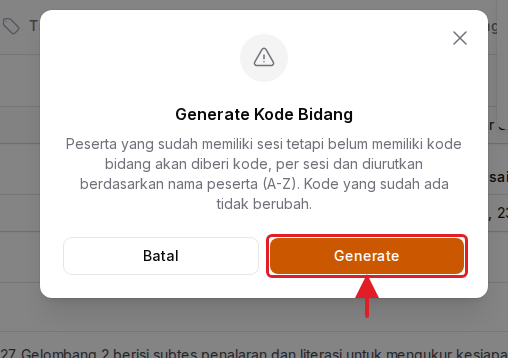 Generate Kode Bidang
Peserta yang sudah memiliki sesi tetapi belum memiliki kode
bidang akan diberi kode, per sesi dan diurutkan
berdasarkan nama peserta (A-Z). Kode yang sudah ada
tidak berubah.
Batal
Generate
27 Gelombang 2 berisi subtes penalaran dan literasi untuk mengukur kesiapa